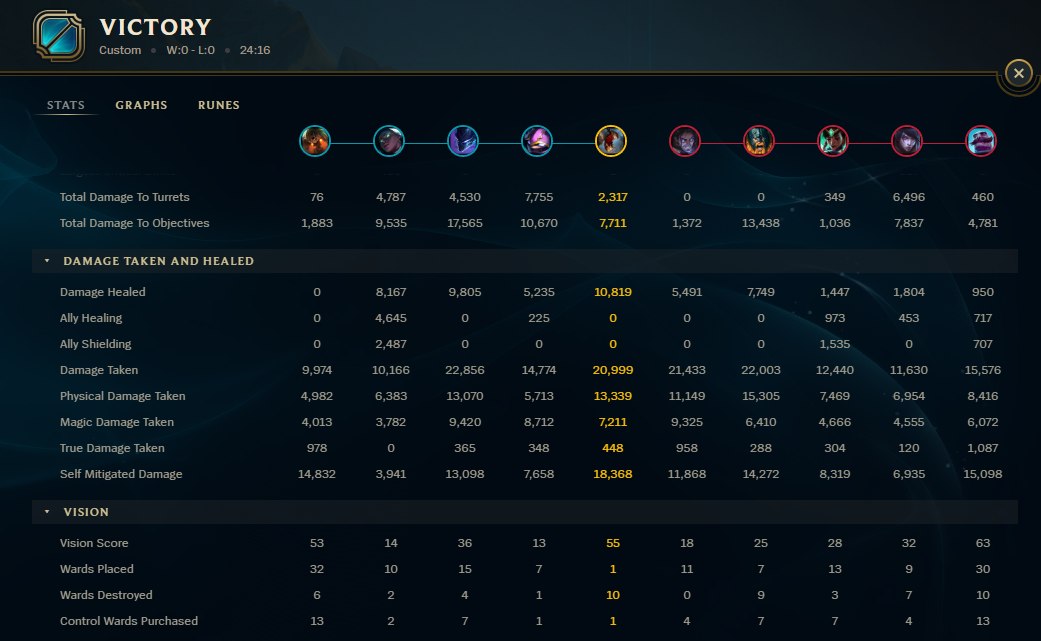 VICTORY
Custom • W:0 - L:0 • 24:16
STATS GRAPHS RUNES
Total Damage To Turrets 76 4,787 4,530 7,755 2,317 0 0 349 6,496 460
Total Damage To Objectives 1,883 9,535 17,565 10,670 7,711 1,372 13,438 1,036 7,837 4,781
DAMAGE TAKEN AND HEALED
Damage Healed 0 8,167 9,805 5,235 10,819 5,491 7,749 1,447 1,804 950
Ally Healing 0 4,645 0 225 0 0 0 973 453 717
Ally Shielding 0 2,487 0 0 0 0 0 1,535 0 707
Damage Taken 9,974 10,166 22,856 14,774 20,999 21,433 22,003 12,440 11,630 15,576
Physical Damage Taken 4,982 6,383 13,070 5,713 13,339 11,149 15,305 7,469 6,954 8,416
Magic Damage Taken 4,013 3,782 9,420 8,712 7,211 9,325 6,410 4,666 4,555 6,072
True Damage Taken 978 0 365 348 448 958 288 304 120 1,087
Self Mitigated Damage 14,832 3,941 13,098 7,658 18,368 11,868 14,272 8,319 6,935 15,098
VISION
Vision Score 53 14 36 13 55 18 25 28 32 63
Wards Placed 32 10 15 7 1 11 7 13 9 30
Wards Destroyed 6 2 4 1 10 0 9 3 7 10
Control Wards Purchased 13 2 7 1 1 4 7 7 4 13